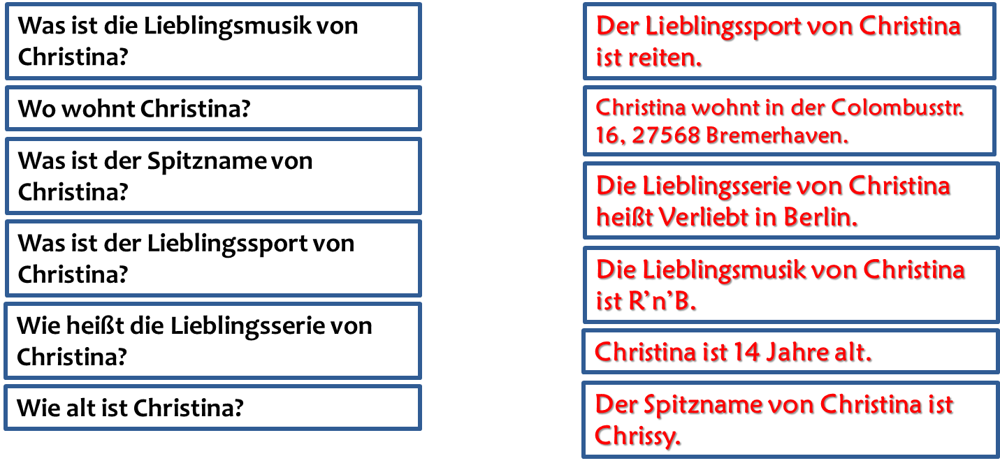 Was ist die Lieblingsmusik von
Christina?
Wo wohnt Christina?
Was ist der Spitzname von
Christina?
Was ist der Lieblingssport von
Christina?
Wie heißt die Lieblingsserie von
Christina?
Wie alt ist Christina?
Der Lieblingssport von Christina
ist reiten.
Christina wohnt in der Colombusstr.
16, 27568 Bremerhaven.
Die Lieblingsserie von Christina
heißt Verliebt in Berlin.
Die Lieblingsmusik von Christina
ist R’n’B.
Christina ist 14 Jahre alt.
Der Spitzname von Christina ist
Chrissy.